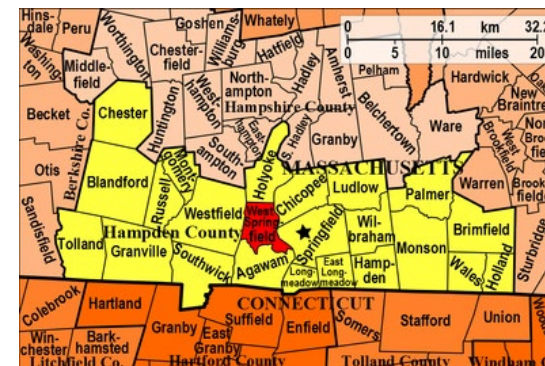 Hins-
dale
Peru
Worthington
Goshen
Williams-
burg
Whately
0 16.1 km 32.2
0 5 10 miles 20
Washing-
ton
Middle-
field
Chester-
field
Hatfield
Hadley
Amherst
Pelham
Hardwick
New
Braintree
Becket
Chester
Huntington
West-
hampton
North-
ampton
Hampshire County
Belchertown
Ware
West
Brookfield
Berkshire Co.
East-
hampton
S. Hadley
Granby
Otis
South-
ampton
MASSACHUSETTS
Blandford
Mont-
gomery
Russell
Holyoke
Chicopee
Ludlow
Palmer
Warren
Sandisfield
Westfield
West
Spring-
field
Springfield
Wil-
braham
Brimfield
Hampden County
Tolland
Granville
Southwick
Agawam
Monson
Sturbridge
Long-
meadow
East
Long-
meadow
Hamp-
den
Wales
Holland
CONNECTICUT
Colebrook
Hartland
Granby
Suffield
Enfield
Somers
Stafford
Union
East
Granby
Win-
chester
Bark-
hamsted
Litchfield Co.
Hartford County
Tolland County
Windham C